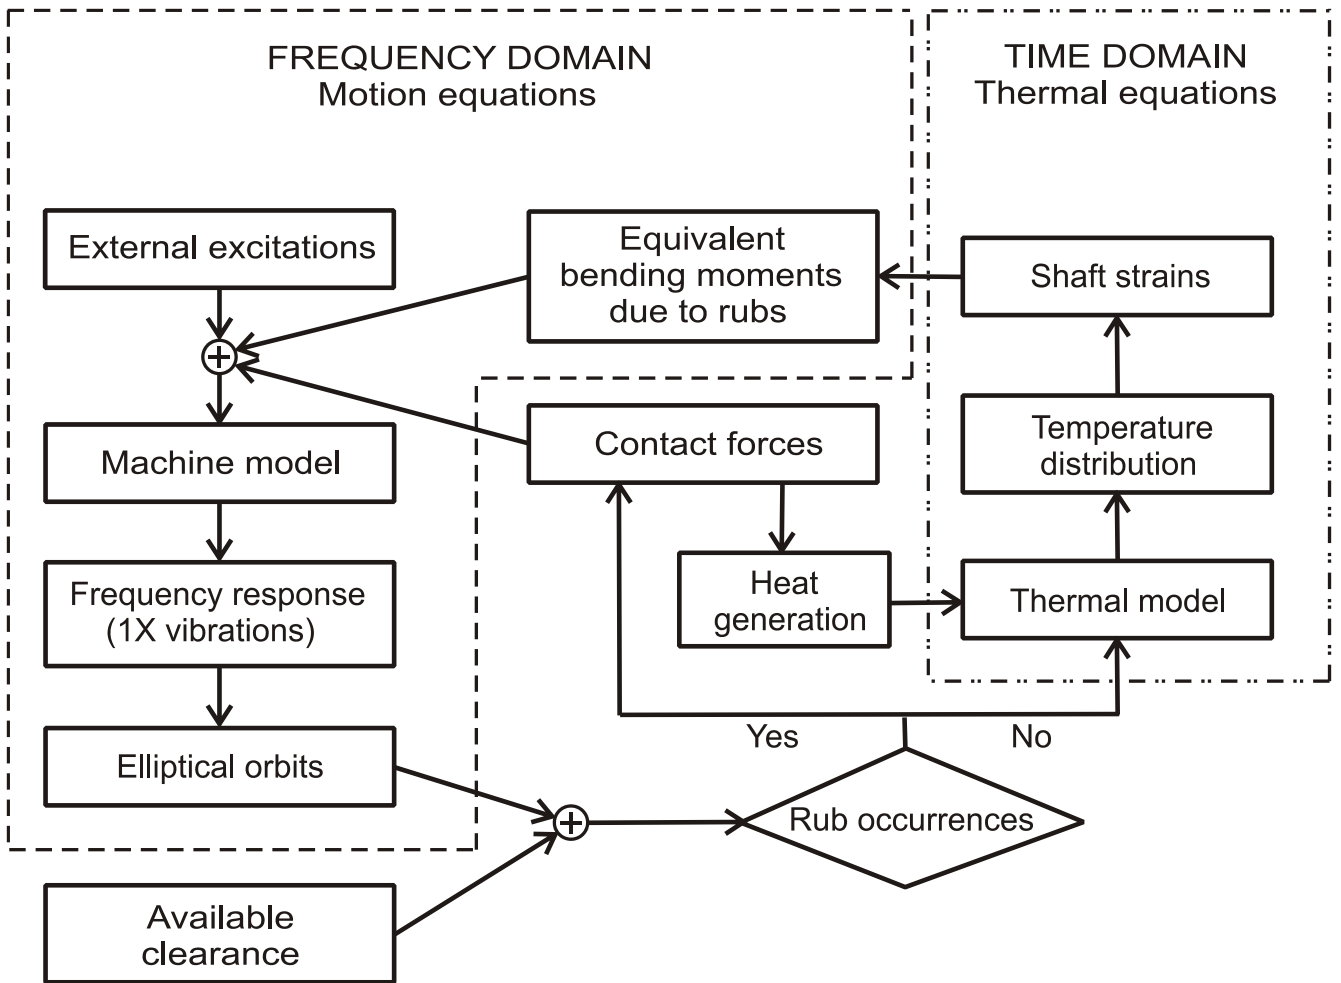 FREQUENCY DOMAIN
Motion equations
TIME DOMAIN
Thermal equations
External excitations
Equivalent
bending moments
due to rubs
Shaft strains
Machine model
Contact forces
Temperature
distribution
Frequency response
(1X vibrations)
Heat
generation
Thermal model
Yes
No
Elliptical orbits
Rub occurrences
Available
clearance